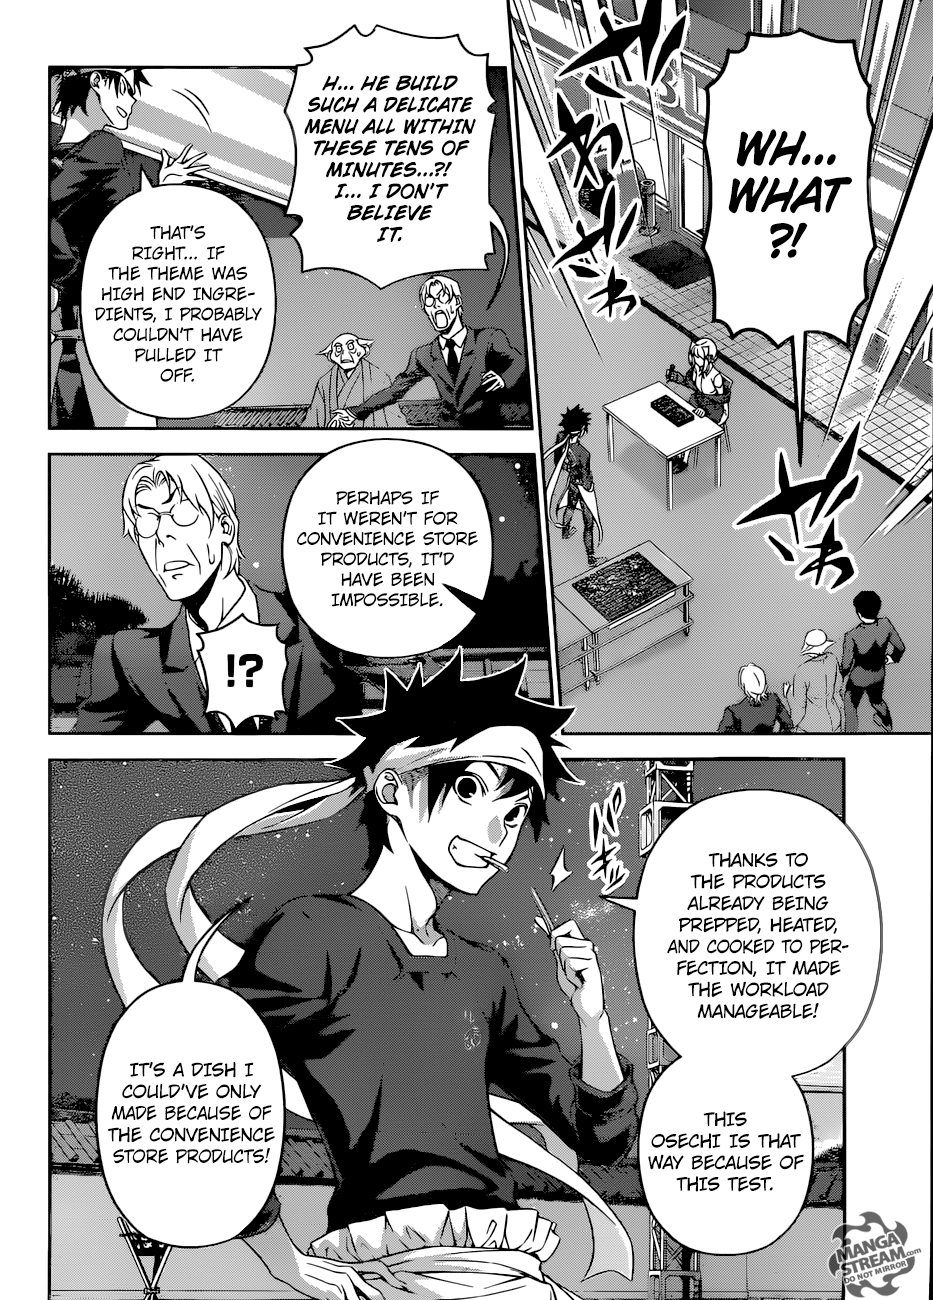 WH...
WHAT
?!
H... HE BUILD
SUCH A DELICATE
MENU ALL WITHIN
THESE TENS OF
MINUTES...?!
I... I DON'T
BELIEVE
IT.
THAT'S
RIGHT... IF
THE THEME WAS
HIGH END INGRE-
DIENTS, I PROBABLY
COULDN'T HAVE
PULLED IT
OFF.
PERHAPS IF
IT WEREN'T FOR
CONVENIENCE STORE
PRODUCTS, IT'D
HAVE BEEN
IMPOSSIBLE.
!?
THANKS TO
THE PRODUCTS
ALREADY BEING
PREPPED, HEATED,
AND COOKED TO PER-
FECTION, IT MADE
THE WORKLOAD
MANAGEABLE!
THIS
OSECHI IS THAT
WAY BECAUSE OF
THIS TEST.
IT'S A DISH I
COULD'VE ONLY
MADE BECAUSE OF
THE CONVENIENCE
STORE PRODUCTS!
MANGA
STREAM.com
DO NOT MIRROR